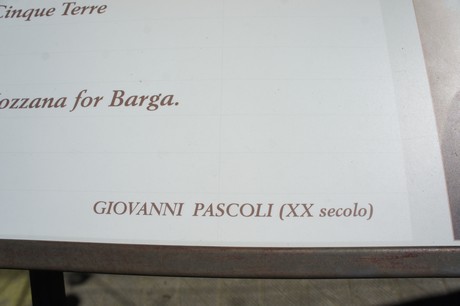 Cinque Terre
ozzana for Barga.
GIOVANNI PASCOLI (XX secolo)